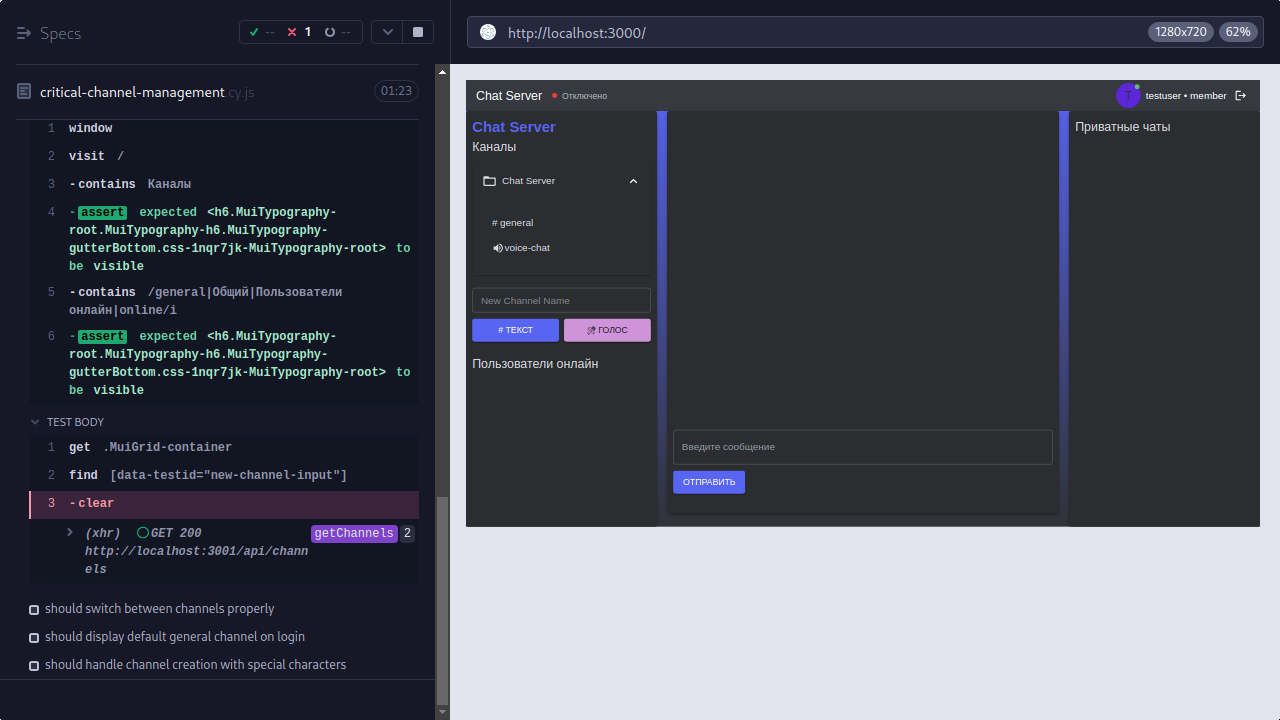 Specs
-- 1 --
critical-channel-management.cy.js 01:23
1 window
2 visit /
3 -contains Каналы
4 -assert expected <h6.MuiTypography-
root.MuiTypography-h6.MuiTypography-
gutterBottom.css-1nqr7jk-MuiTypography-root> to
be visible
5 -contains /general|Общий|Пользователи
онлайн|online/i
6 -assert expected <h6.MuiTypography-
root.MuiTypography-h6.MuiTypography-
gutterBottom.css-1nqr7jk-MuiTypography-root> to
be visible
TEST BODY
1 get .MuiGrid-container
2 find [data-testid="new-channel-input"]
3 -clear
(xhr) GET 200 getChannels 2
http://localhost:3001/api/chann
els
should switch between channels properly
should display default general channel on login
should handle channel creation with special characters
http://localhost:3000/ 1280x720 62%
Chat Server Отключено T testuser • member
Chat Server
Каналы
Chat Server
# general
voice-chat
New Channel Name
# ТЕКСТ ГОЛОС
Пользователи онлайн
Введите сообщение
ОТПРАВИТЬ
Приватные чаты